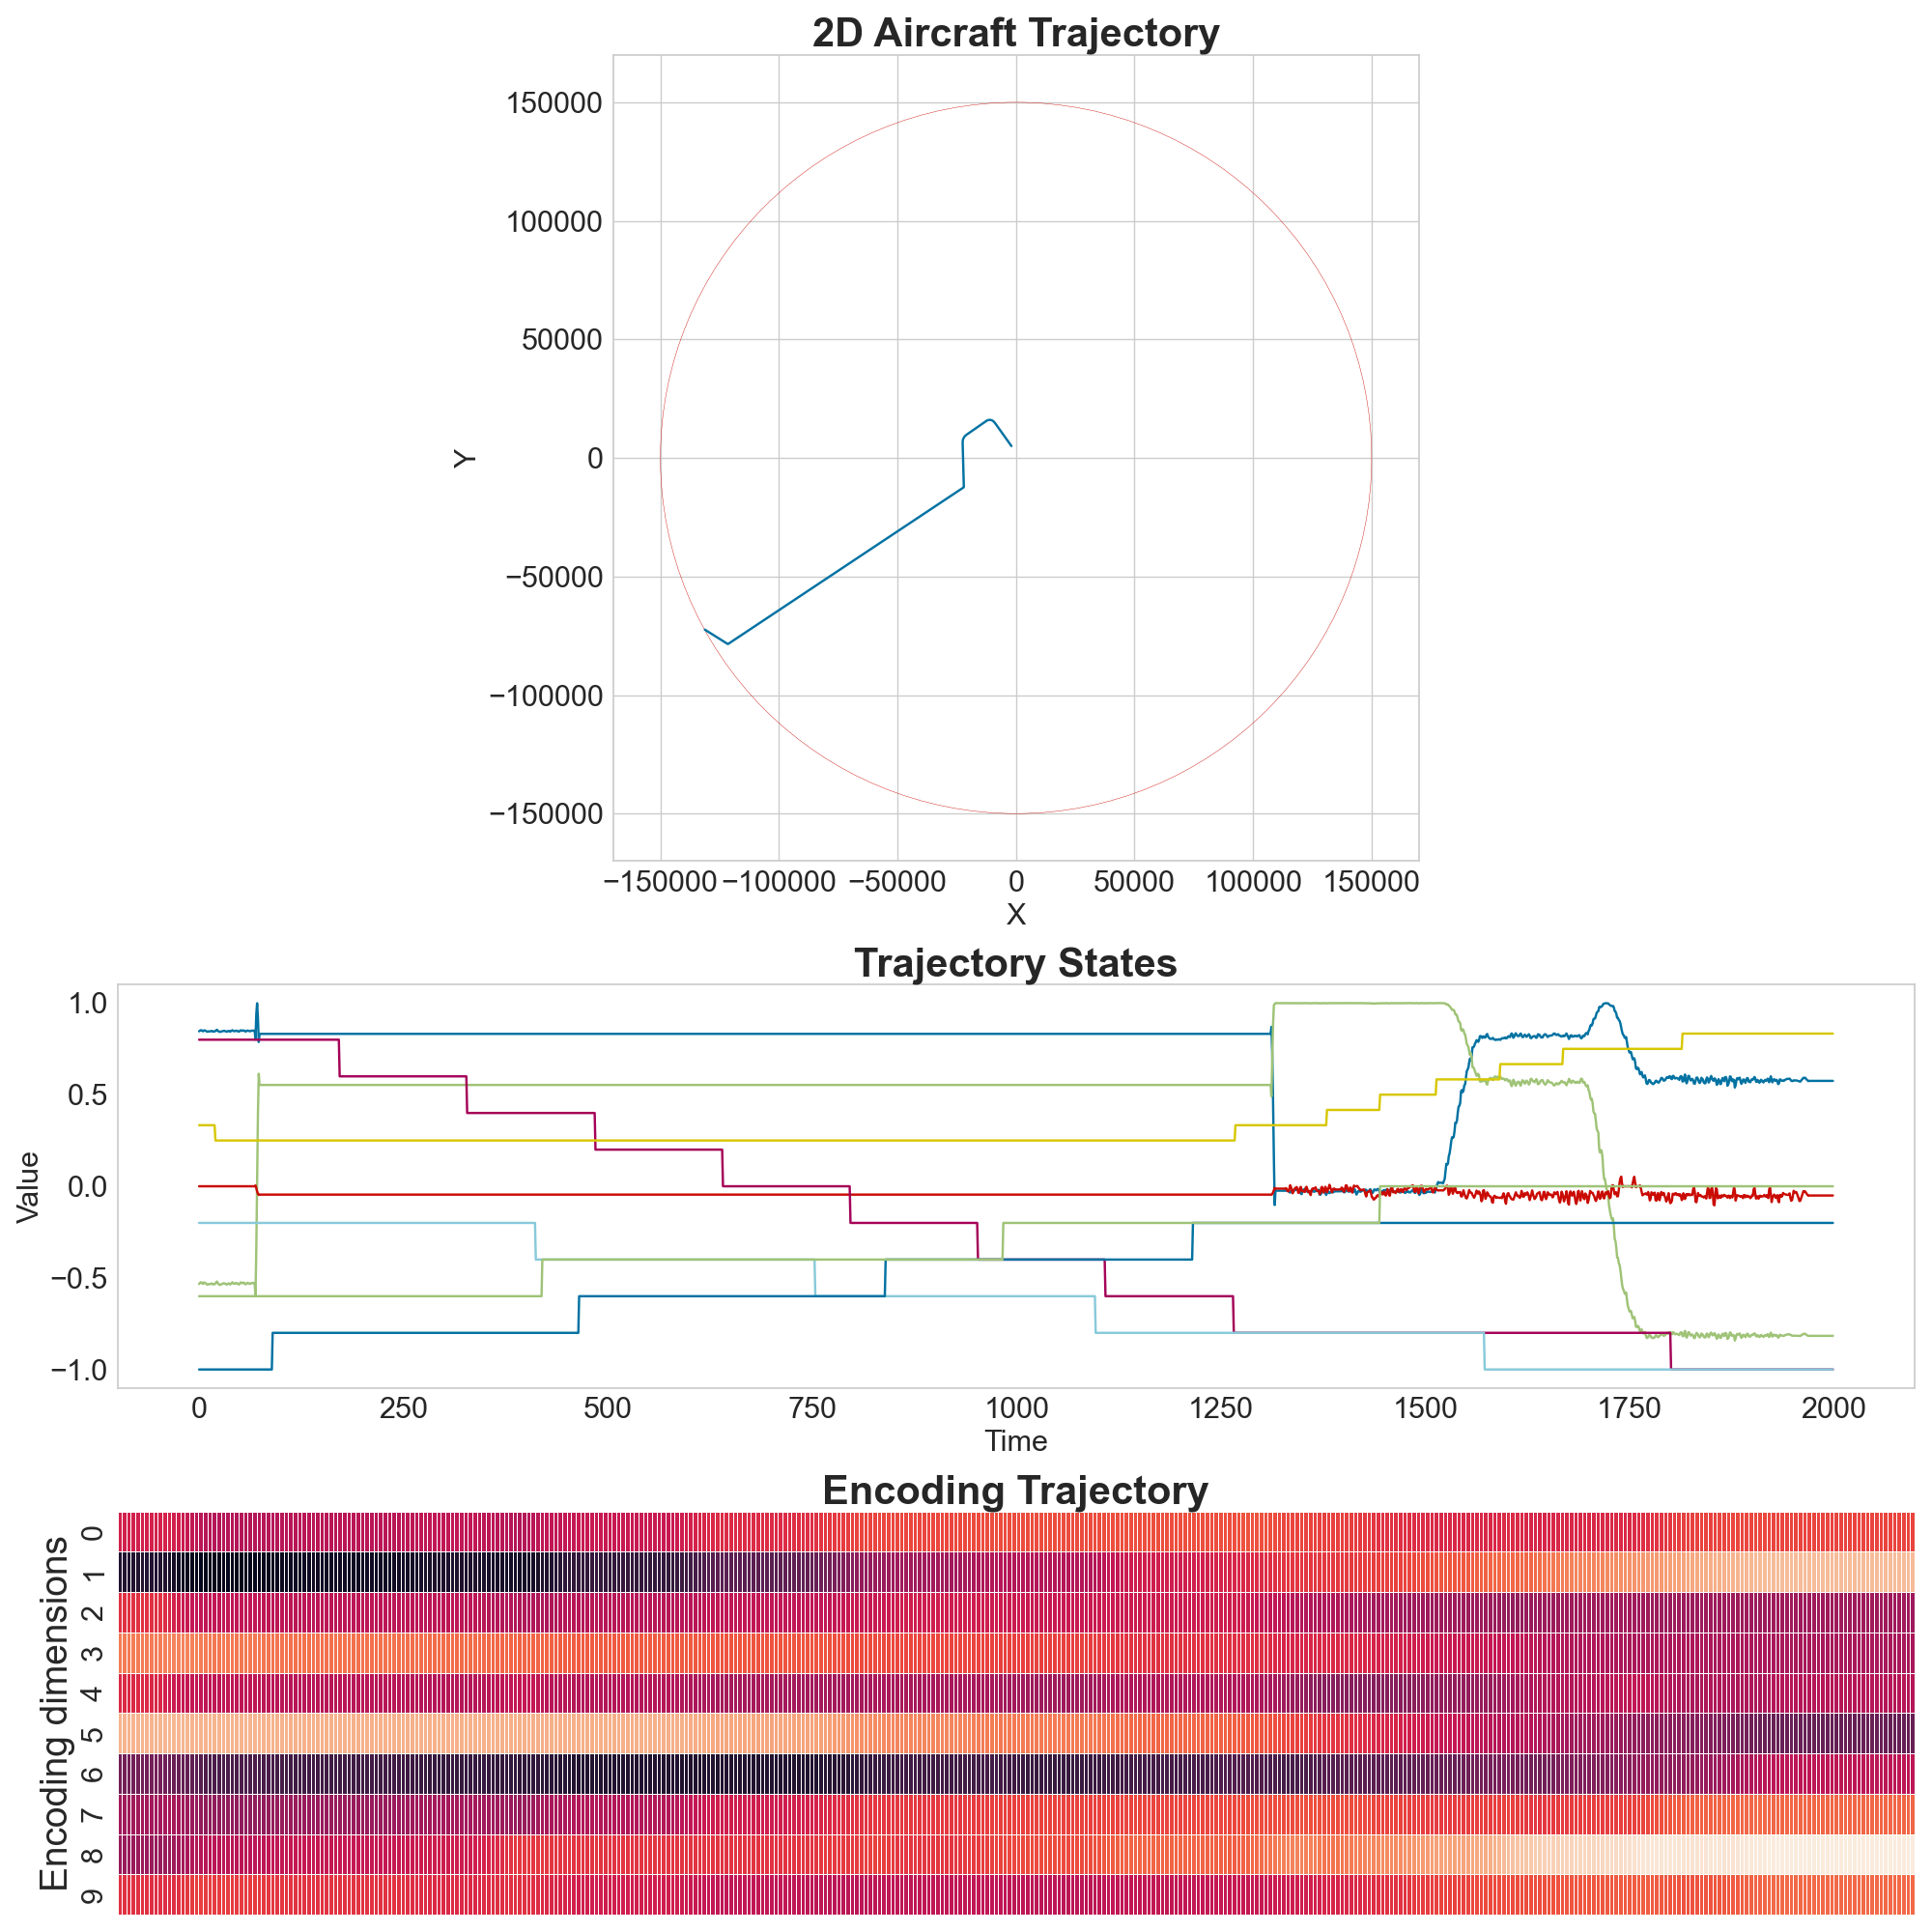 2D Aircraft Trajectory
150000
100000
50000
0
−50000
−100000
−150000
Y
−150000 −100000 −50000 0 50000 100000 150000
X
Trajectory States
1.0
0.5
0.0
−0.5
−1.0
Value
0 250 500 750 1000 1250 1500 1750 2000
Time
Encoding Trajectory
Encoding dimensions
0
1
2
3
4
5
6
7
8
9